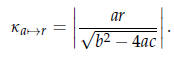 κ_{a↦r} = | ar / √(b² − 4ac) | .